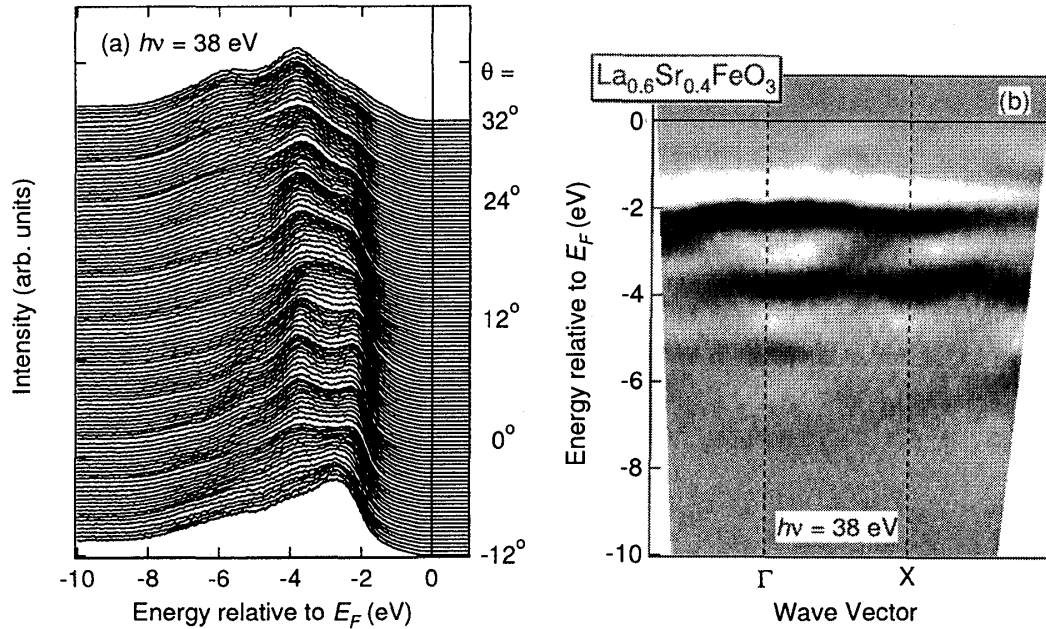 (a) hν = 38 eV
θ =
32°
24°
12°
0°
-12°
Intensity (arb. units)
-10 -8 -6 -4 -2 0
Energy relative to E_F (eV)
La0.6Sr0.4FeO3
(b)
0
-2
-4
-6
-8
-10
Energy relative to E_F (eV)
hν = 38 eV
Γ X
Wave Vector